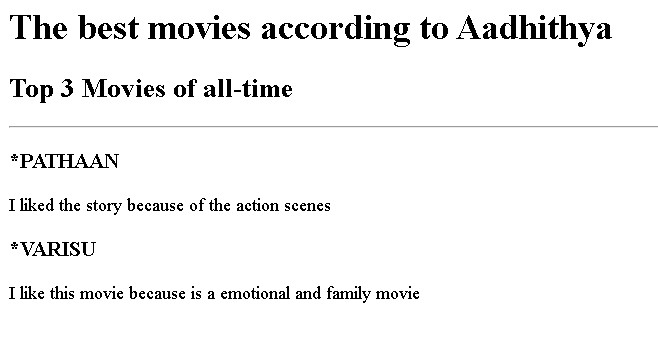 The best movies according to Aadhithya
Top 3 Movies of all-time
*PATHAAN
I liked the story because of the action scenes
*VARISU
I like this movie because is a emotional and family movie